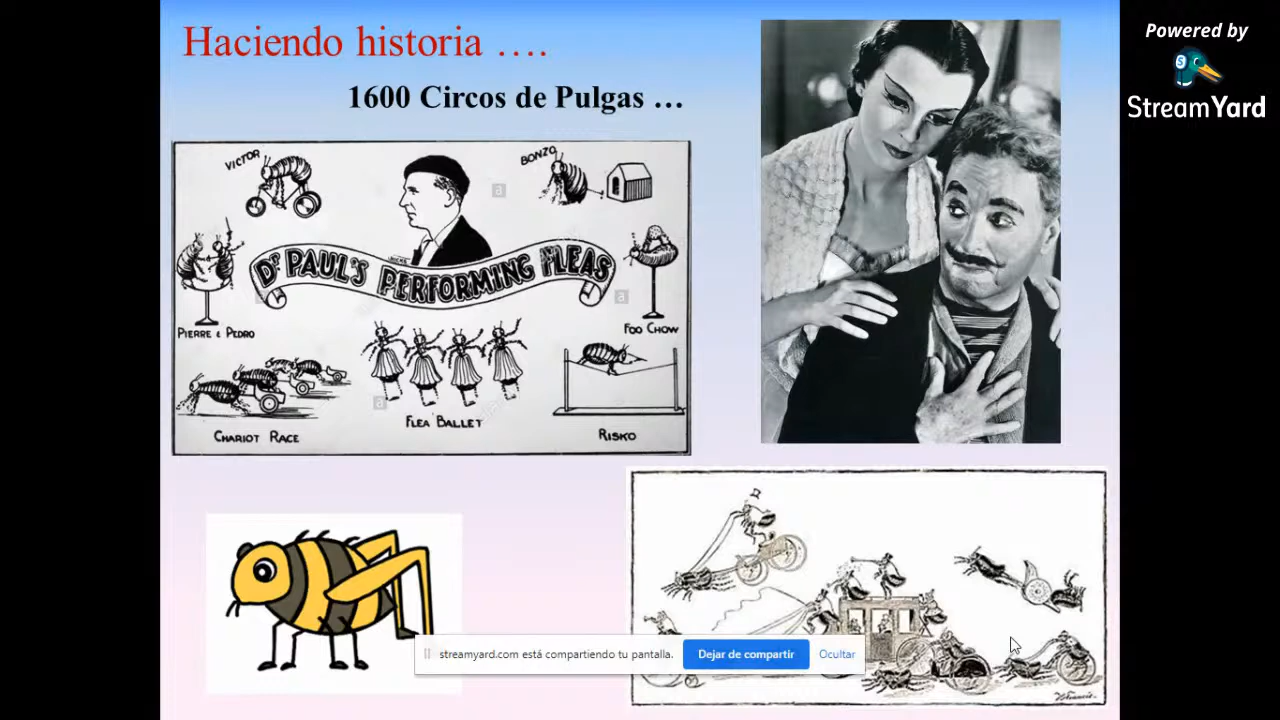 Haciendo historia ….
1600 Circos de Pulgas …
Powered by
StreamYard
VICTOR
BONZO
a
DR PAUL'S PERFORMING FLEAS
a
a
PIERRE & PEDRO
FOO CHOW
a
CHARIOT RACE
FLEA BALLET
RISKO
streamyard.com está compartiendo tu pantalla.
Dejar de compartir
Ocultar